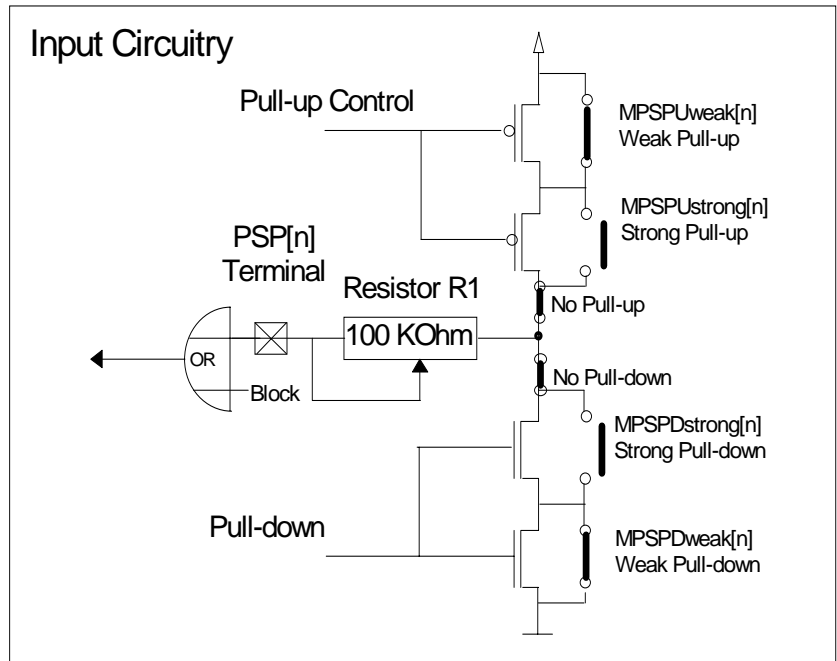 Input Circuitry
Pull-up Control
MPSPUweak[n]
Weak Pull-up
MPSPUstrong[n]
Strong Pull-up
PSP[n]
Terminal
Resistor R1
No Pull-up
100 KOhm
OR
No Pull-down
Block
MPSPDstrong[n]
Strong Pull-down
Pull-down
MPSPDweak[n]
Weak Pull-down